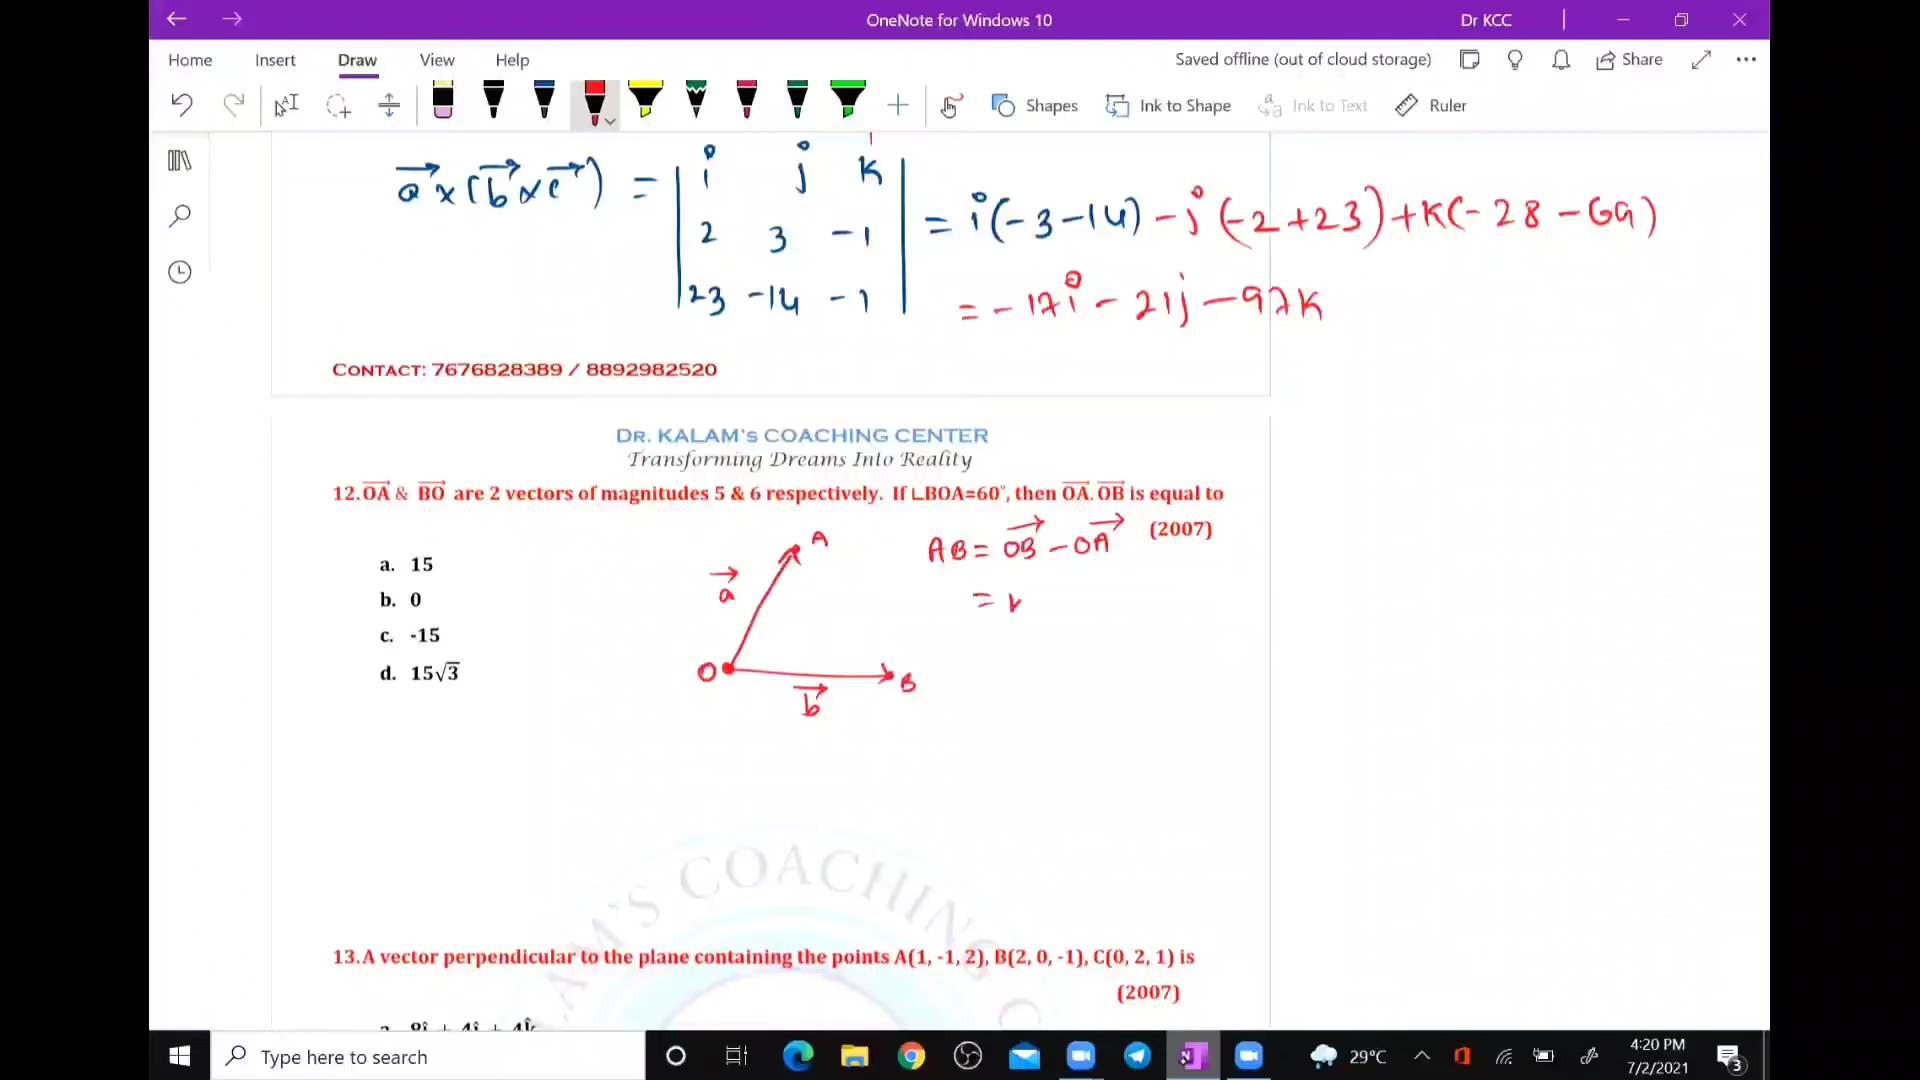 OneNote for Windows 10
Dr KCC
Home Insert Draw View Help
Saved offline (out of cloud storage)
Share
Shapes
Ink to Shape
Ink to Text
Ruler
a × (b × c) = | i j k |
2 3 -1
23 -14 -1
= i(-3-14) - j(-2+23) + k(-28-69)
= -17i - 21j - 97k
CONTACT: 7676828389 / 8892982520
DR. KALAM's COACHING CENTER
Transforming Dreams Into Reality
12. OA & BO are 2 vectors of magnitudes 5 & 6 respectively. If ∟BOA=60°, then OA. OB is equal to
(2007)
a. 15
b. 0
c. -15
d. 15√3
A
a
O
b
B
AB = OB - OA
=
AM'S COACHING C
13.A vector perpendicular to the plane containing the points A(1, -1, 2), B(2, 0, -1), C(0, 2, 1) is
(2007)
Type here to search
29°C
4:20 PM
7/2/2021
3